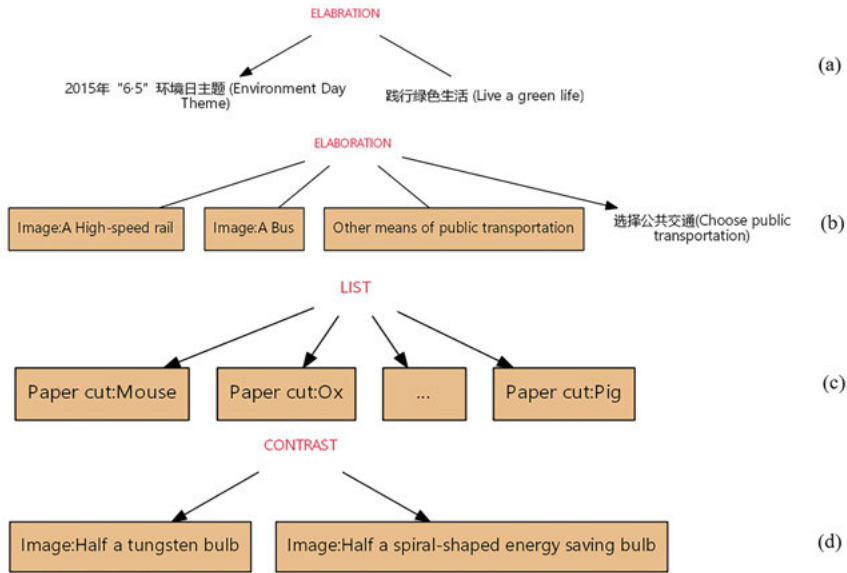 ELABRATION
2015年 “6·5” 环境日主题 (Environment Day
Theme)
践行绿色生活 (Live a green life)
(a)
ELABORATION
Image:A High-speed rail
Image:A Bus
Other means of public transportation
选择公共交通(Choose public
transportation)
(b)
LIST
Paper cut:Mouse
Paper cut:Ox
...
Paper cut:Pig
(c)
CONTRAST
Image:Half a tungsten bulb
Image:Half a spiral-shaped energy saving bulb
(d)